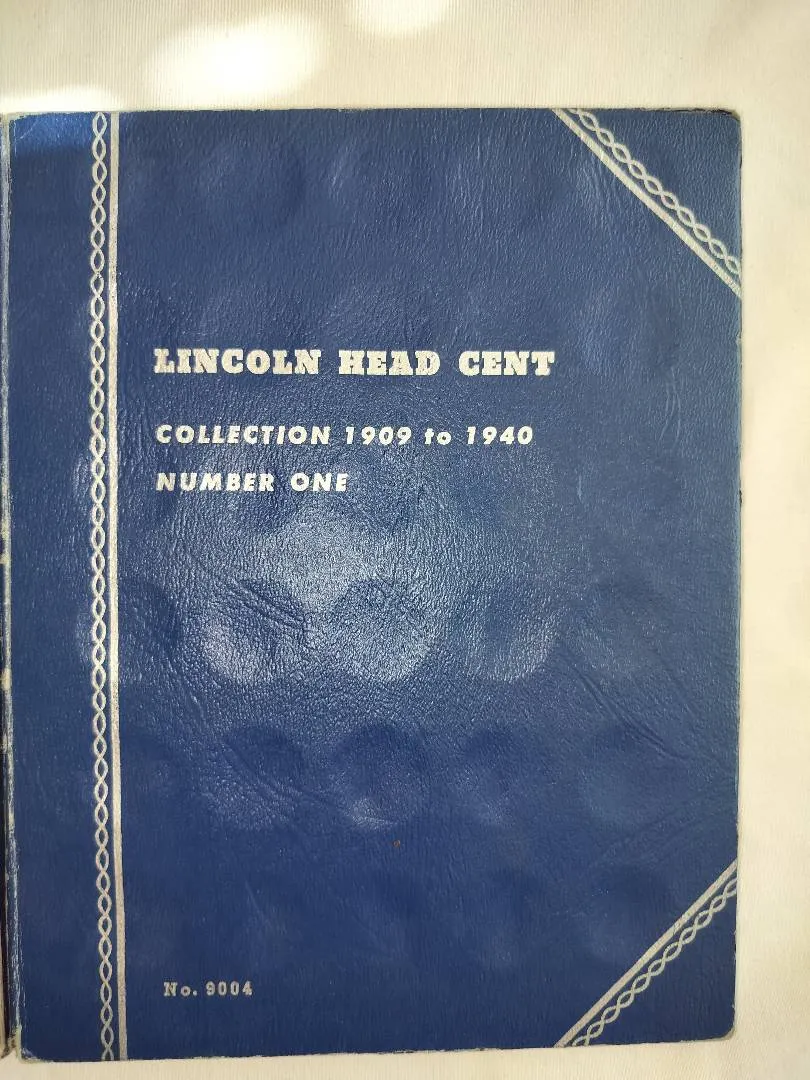 LINCOLN HEAD CENT
COLLECTION 1909 to 1940
NUMBER ONE
No. 9004